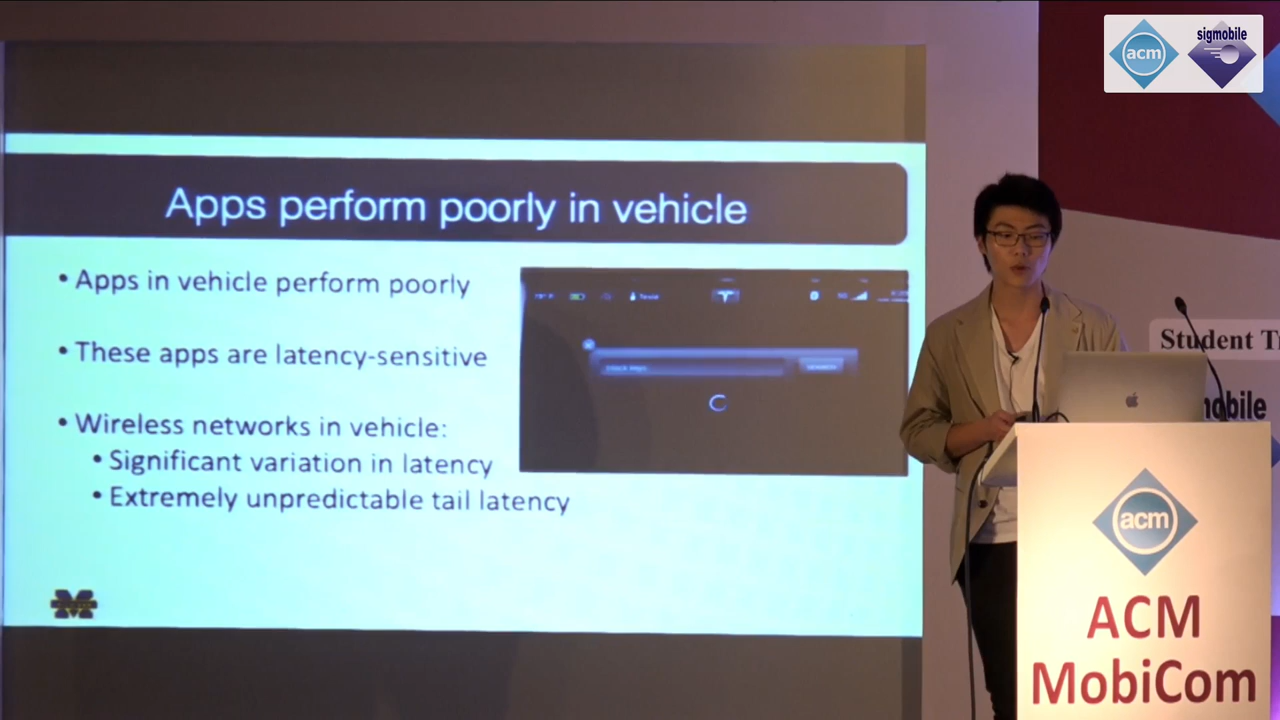 acm
sigmobile
Apps perform poorly in vehicle
• Apps in vehicle perform poorly
• These apps are latency-sensitive
• Wireless networks in vehicle:
• Significant variation in latency
• Extremely unpredictable tail latency
Student
acm
ACM
MobiCom